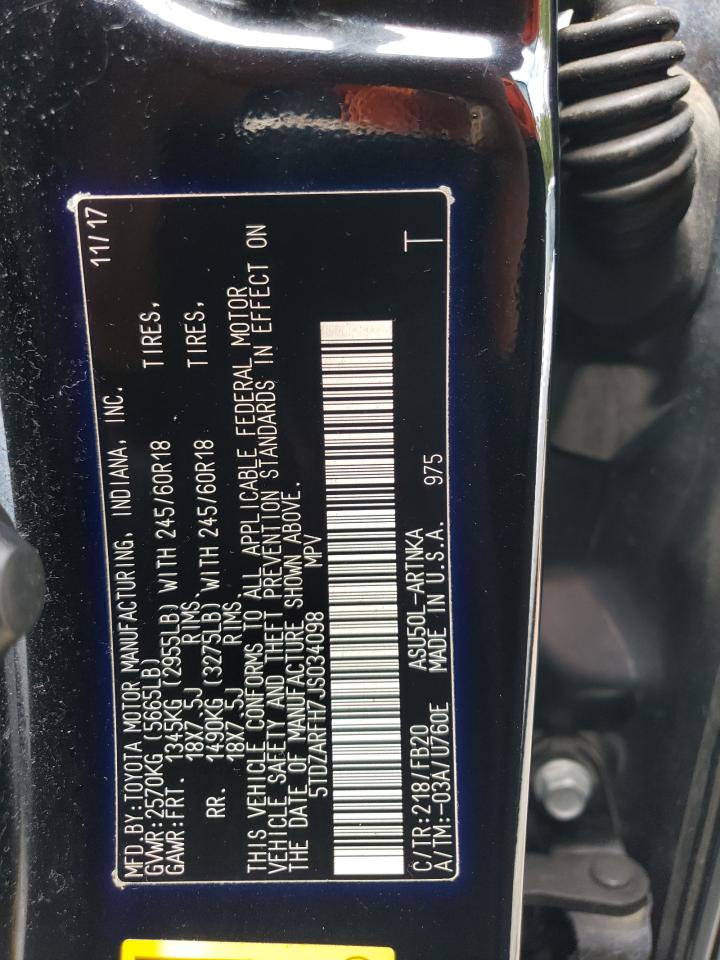 MFD.BY:TOYOTA MOTOR MANUFACTURING, INDIANA, INC. 11/17
GVWR:2570KG (5665LB)
GAWR:FRT. 1345KG (2955LB) WITH 245/60R18 TIRES,
18X7.5J RIMS
RR. 1490KG (3275LB) WITH 245/60R18 TIRES,
18X7.5J RIMS
THIS VEHICLE CONFORMS TO ALL APPLICABLE FEDERAL MOTOR
VEHICLE SAFETY AND THEFT PREVENTION STANDARDS IN EFFECT ON
THE DATE OF MANUFACTURE SHOWN ABOVE.
5TDZARFH7JS034098 MPV
C/TR:218/FB20 ASU50L-ARTNKA T
A/TM:-03A/U760E MADE IN U.S.A. 975